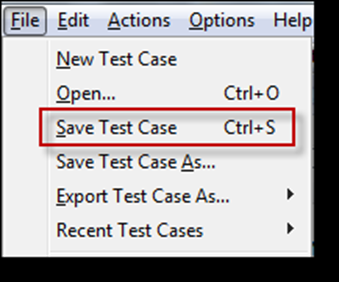 File Edit Actions Options Help
New Test Case
Open... Ctrl+O
Save Test Case Ctrl+S
Save Test Case As...
Export Test Case As...
Recent Test Cases